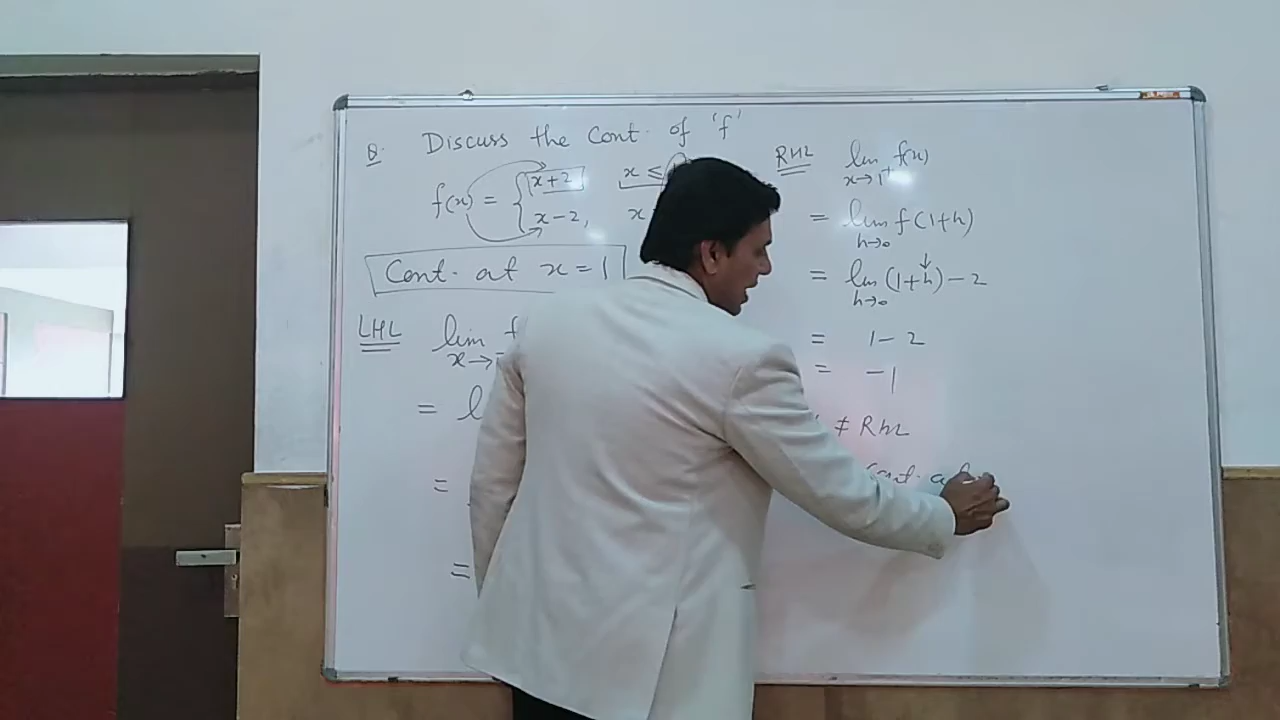 Q. Discuss the Cont. of 'f'
f(x) = { x+2 x ≤
x-2, x
Cont. at x = 1
LHL lim
x→
=
=
=
RHL lim f(x)
x→1⁺
= lim f(1+h)
h→0
= lim (1+h) - 2
h→0
= 1 - 2
= -1
≠ RHL
Cont. at